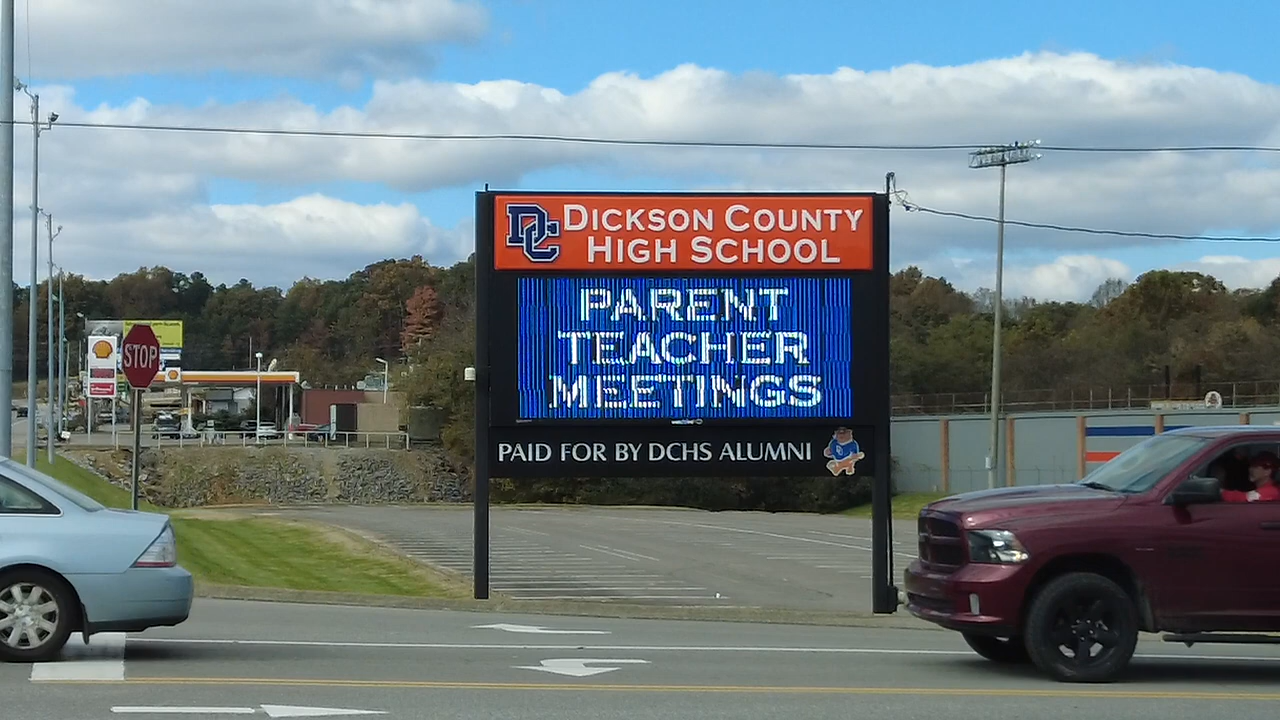 DC DICKSON COUNTY
HIGH SCHOOL
PARENT
TEACHER
MEETINGS
PAID FOR BY DCHS ALUMNI
STOP